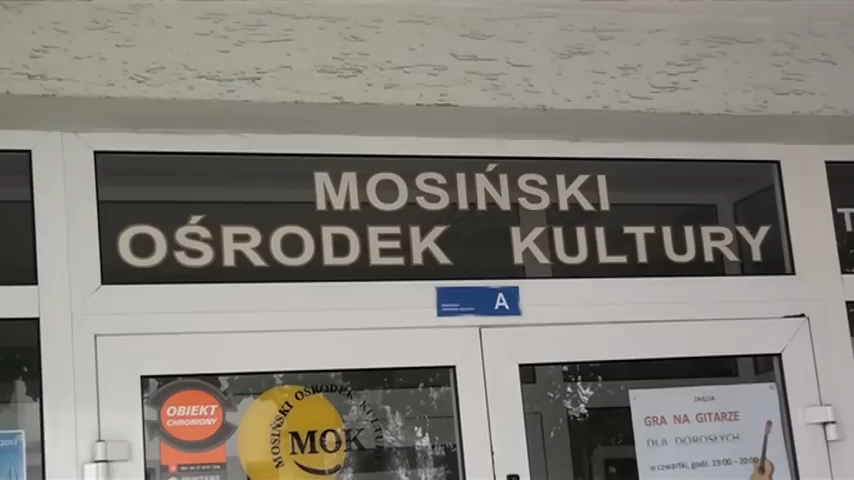 MOSIŃSKI
OŚRODEK KULTURY
A
OBIEKT
CHRONIONY
MOSIŃSKI OŚRODEK KULTURY
MOK
ZAJĘCIA
GRA NA GITARZE
DLA DOROSŁYCH
w czwartki, godz. 19:00 – 20:00
2013
T